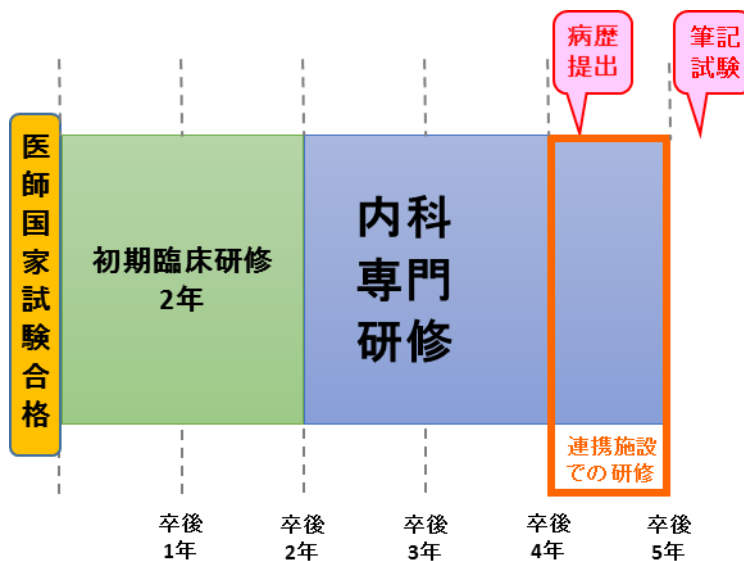 病歴
提出
筆記
試験
医師国家試験合格
初期臨床研修
2年
内科
専門
研修
連携施設
での研修
卒後
1年
卒後
2年
卒後
3年
卒後
4年
卒後
5年